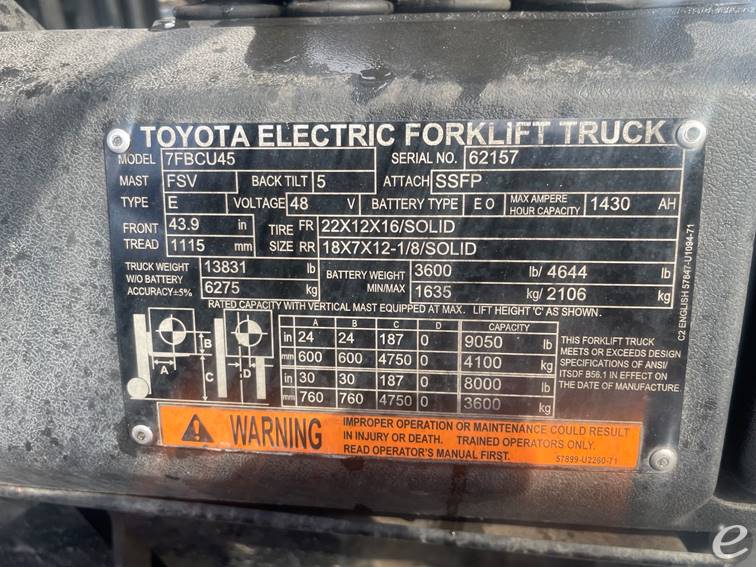 TOYOTA ELECTRIC FORKLIFT TRUCK
MODEL 7FBCU45 SERIAL NO. 62157
MAST FSV BACK TILT 5 ATTACH SSFP
TYPE E VOLTAGE 48 V BATTERY TYPE E O MAX AMPERE HOUR CAPACITY 1430 AH
FRONT 43.9 in TIRE FR 22X12X16/SOLID
TREAD 1115 mm SIZE RR 18X7X12-1/8/SOLID
TRUCK WEIGHT 13831 lb BATTERY WEIGHT 3600 lb/ 4644 lb
W/O BATTERY
ACCURACY±5% 6275 kg MIN/MAX 1635 kg/ 2106 kg
RATED CAPACITY WITH VERTICAL MAST EQUIPPED AT MAX. LIFT HEIGHT 'C' AS SHOWN.
A B C D CAPACITY
in 24 24 187 0 9050 lb
mm 600 600 4750 0 4100 kg
in 30 30 187 0 8000 lb
mm 760 760 4750 0 3600 kg
A B C D
THIS FORKLIFT TRUCK
MEETS OR EXCEEDS DESIGN
SPECIFICATIONS OF ANSI/
ITSDF B56.1 IN EFFECT ON
THE DATE OF MANUFACTURE.
C2 ENGLISH 57847-U1094-71
WARNING
IMPROPER OPERATION OR MAINTENANCE COULD RESULT
IN INJURY OR DEATH. TRAINED OPERATORS ONLY.
READ OPERATOR'S MANUAL FIRST.
57899-U2260-71
e